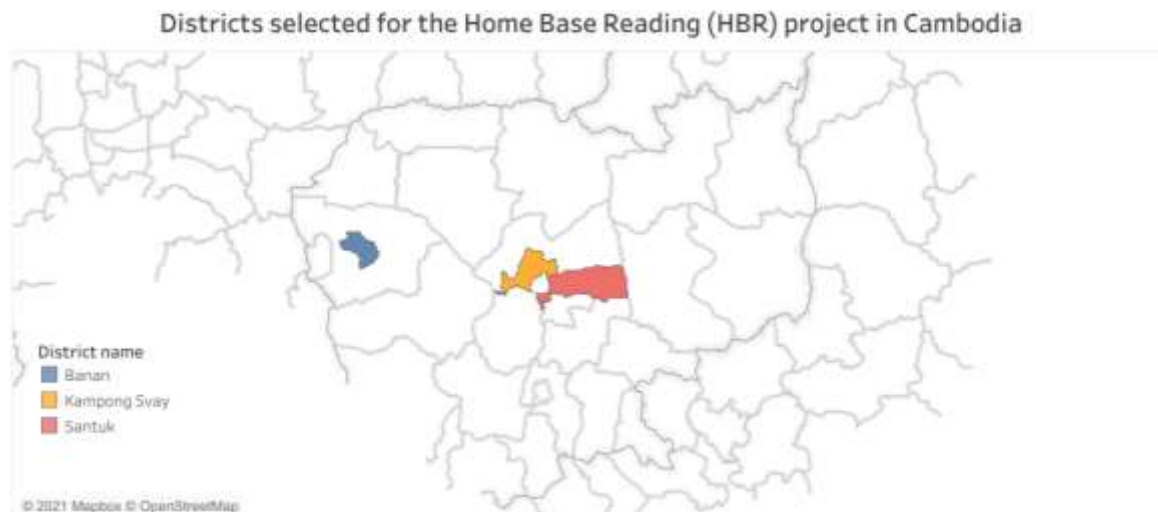 Districts selected for the Home Base Reading (HBR) project in Cambodia
District name
Banan
Kampong Svay
Santuk
© 2021 Mapbox © OpenStreetMap